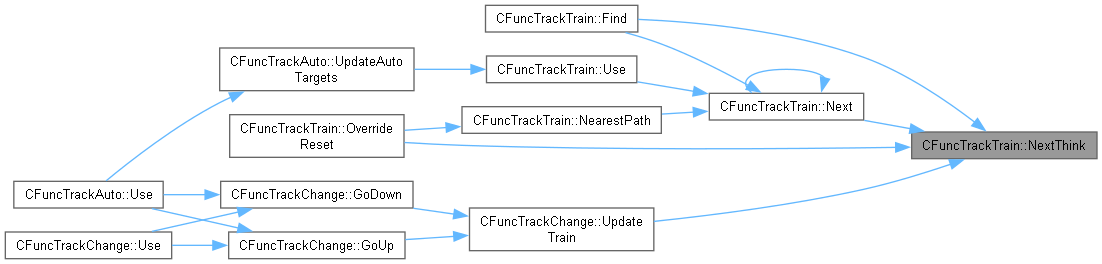 CFuncTrackTrain::Find
CFuncTrackAuto::UpdateAuto
Targets
CFuncTrackTrain::Use
CFuncTrackTrain::Next
CFuncTrackTrain::Override
Reset
CFuncTrackTrain::NearestPath
CFuncTrackTrain::NextThink
CFuncTrackAuto::Use
CFuncTrackChange::GoDown
CFuncTrackChange::Update
Train
CFuncTrackChange::Use
CFuncTrackChange::GoUp